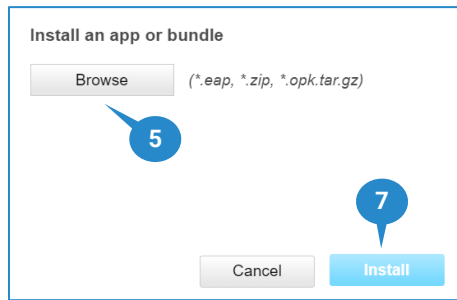 Install an app or bundle
Browse (*.eap, *.zip, *.opk.tar.gz)
5
7
Cancel Install